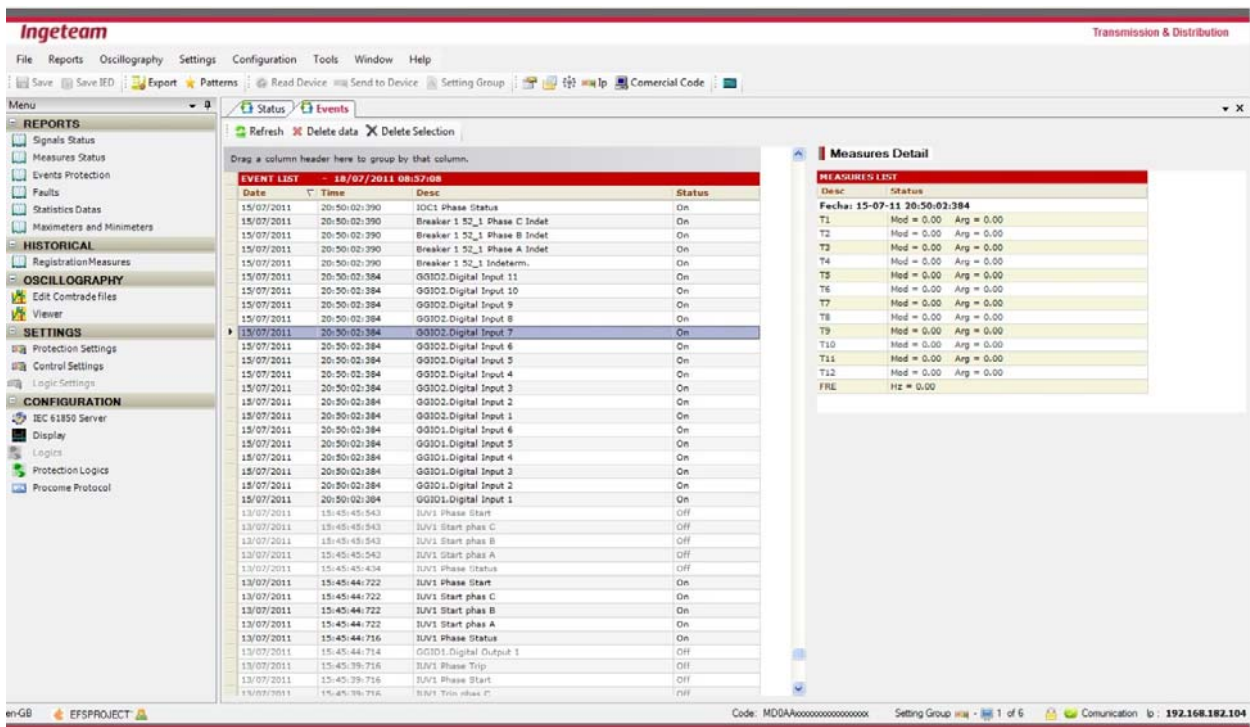 Ingeteam
Transmission & Distribution
File Reports Oscillography Settings Configuration Tools Window Help
Save Save IED Export Patterns Read Device Send to Device Setting Group Ip Comercial Code
Menu
REPORTS
Signals Status
Measures Status
Events Protection
Faults
Statistics Datas
Maximeters and Minimeters
HISTORICAL
Registration Measures
OSCILLOGRAPHY
Edit Comtrade files
Viewer
SETTINGS
Protection Settings
Control Settings
Logic Settings
CONFIGURATION
IEC 61850 Server
Display
Logics
Protection Logics
Procome Protocol
Status Events
Refresh Delete data Delete Selection
Drag a column header here to group by that column.
EVENT LIST - 18/07/2011 08:57:08
Date Time Desc Status
15/07/2011 20:50:02:390 IOC1 Phase Status On
15/07/2011 20:50:02:390 Breaker 1 52_1 Phase C Indet On
15/07/2011 20:50:02:390 Breaker 1 52_1 Phase B Indet On
15/07/2011 20:50:02:390 Breaker 1 52_1 Phase A Indet On
15/07/2011 20:50:02:390 Breaker 1 52_1 Indeterm. On
15/07/2011 20:50:02:384 GGIO2.Digital Input 11 On
15/07/2011 20:50:02:384 GGIO2.Digital Input 10 On
15/07/2011 20:50:02:384 GGIO2.Digital Input 9 On
15/07/2011 20:50:02:384 GGIO2.Digital Input 8 On
15/07/2011 20:50:02:384 GGIO2.Digital Input 7 On
15/07/2011 20:50:02:384 GGIO2.Digital Input 6 On
15/07/2011 20:50:02:384 GGIO2.Digital Input 5 On
15/07/2011 20:50:02:384 GGIO2.Digital Input 4 On
15/07/2011 20:50:02:384 GGIO2.Digital Input 3 On
15/07/2011 20:50:02:384 GGIO2.Digital Input 2 On
15/07/2011 20:50:02:384 GGIO2.Digital Input 1 On
15/07/2011 20:50:02:384 GGIO1.Digital Input 6 On
15/07/2011 20:50:02:384 GGIO1.Digital Input 5 On
15/07/2011 20:50:02:384 GGIO1.Digital Input 4 On
15/07/2011 20:50:02:384 GGIO1.Digital Input 3 On
15/07/2011 20:50:02:384 GGIO1.Digital Input 2 On
15/07/2011 20:50:02:384 GGIO1.Digital Input 1 On
13/07/2011 15:45:45:543 IUV1 Phase Start Off
13/07/2011 15:45:45:543 IUV1 Start phas C Off
13/07/2011 15:45:45:543 IUV1 Start phas B Off
13/07/2011 15:45:45:543 IUV1 Start phas A Off
13/07/2011 15:45:45:434 IUV1 Phase Status Off
13/07/2011 15:45:44:722 IUV1 Phase Start On
13/07/2011 15:45:44:722 IUV1 Start phas C On
13/07/2011 15:45:44:722 IUV1 Start phas B On
13/07/2011 15:45:44:722 IUV1 Start phas A On
13/07/2011 15:45:44:716 IUV1 Phase Status On
13/07/2011 15:45:44:714 GGIO1.Digital Output 1 Off
13/07/2011 15:45:39:716 IUV1 Phase Trip Off
13/07/2011 15:45:39:716 IUV1 Phase Start Off
13/07/2011 15:45:39:716 IUV1 Trip phas C Off
Measures Detail
MEASURES LIST
Desc Status
Fecha: 15-07-11 20:50:02:384
T1 Mod = 0.00 Arg = 0.00
T2 Mod = 0.00 Arg = 0.00
T3 Mod = 0.00 Arg = 0.00
T4 Mod = 0.00 Arg = 0.00
T5 Mod = 0.00 Arg = 0.00
T6 Mod = 0.00 Arg = 0.00
T7 Mod = 0.00 Arg = 0.00
T8 Mod = 0.00 Arg = 0.00
T9 Mod = 0.00 Arg = 0.00
T10 Mod = 0.00 Arg = 0.00
T11 Mod = 0.00 Arg = 0.00
T12 Mod = 0.00 Arg = 0.00
FRE Hz = 0.00
en-GB EFSPROJECT Setting Group - 1 of 6 Comunication Ip : 192.168.182.104